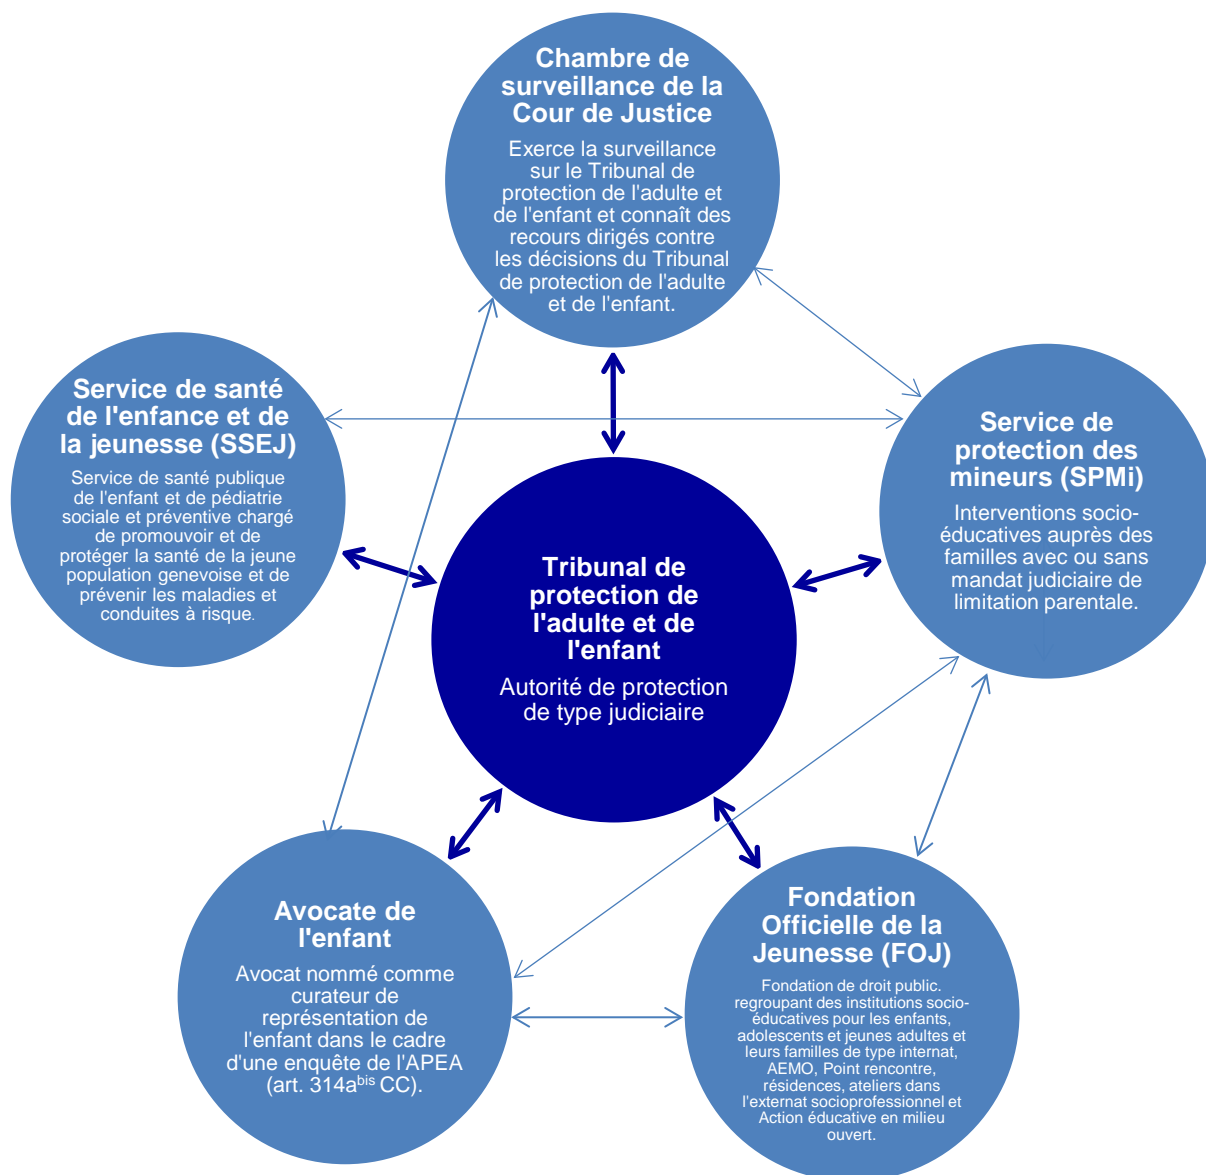 Chambre de
surveillance de la
Cour de Justice
Exerce la surveillance
sur le Tribunal de
protection de l'adulte et
de l'enfant et connaît des
recours dirigés contre
les décisions du Tribunal
de protection de l'adulte
et de l'enfant.
Service de santé
de l'enfance et de
la jeunesse (SSEJ)
Service de santé publique
de l'enfant et de pédiatrie
sociale et préventive chargé
de promouvoir et de
protéger la santé de la jeune
population genevoise et de
prévenir les maladies et
conduites à risque.
Service de
protection des
mineurs (SPMi)
Interventions socio-
éducatives auprès des
familles avec ou sans
mandat judiciaire de
limitation parentale.
Tribunal de
protection de
l'adulte et de
l'enfant
Autorité de protection
de type judiciaire
Avocate de
l'enfant
Avocat nommé comme
curateur de
représentation de
l'enfant dans le cadre
d'une enquête de l'APEA
(art. 314a^bis CC).
Fondation
Officielle de la
Jeunesse (FOJ)
Fondation de droit public.
regroupant des institutions socio-
éducatives pour les enfants,
adolescents et jeunes adultes et
leurs familles de type internat,
AEMO, Point rencontre,
résidences, ateliers dans
l'externat socioprofessionnel et
Action éducative en milieu
ouvert.